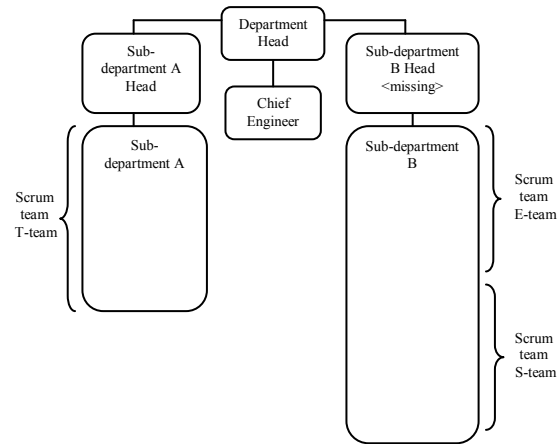 Department
Head
Sub-
department A
Head
Sub-department
B Head
<missing>
Chief
Engineer
Sub-
department A
Sub-department
B
Scrum
team
T-team
Scrum
team
E-team
Scrum
team
S-team